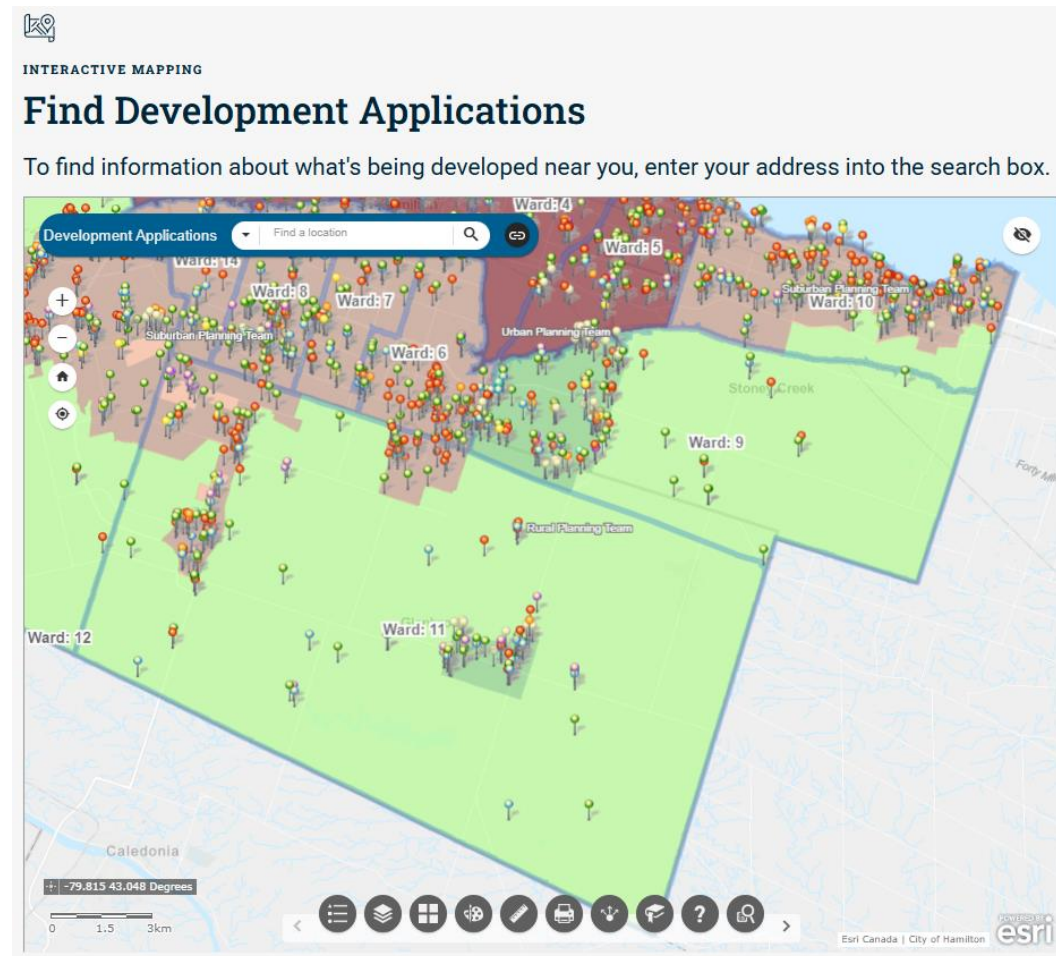 INTERACTIVE MAPPING
Find Development Applications
To find information about what's being developed near you, enter your address into the search box.
Ward: 4
Development Applications
Find a location
Ward: 5
Ward: 14
Ward: 8
Ward: 7
Suburban Planning Team
Ward: 10
Suburban Planning Team
Urban Planning Team
Ward: 6
Stoney Creek
Ward: 9
Rural Planning Team
Ward: 11
Ward: 12
Caledonia
-79.815 43.048 Degrees
0 1.5 3km
?
Esri Canada | City of Hamilton
POWERED BY
esri